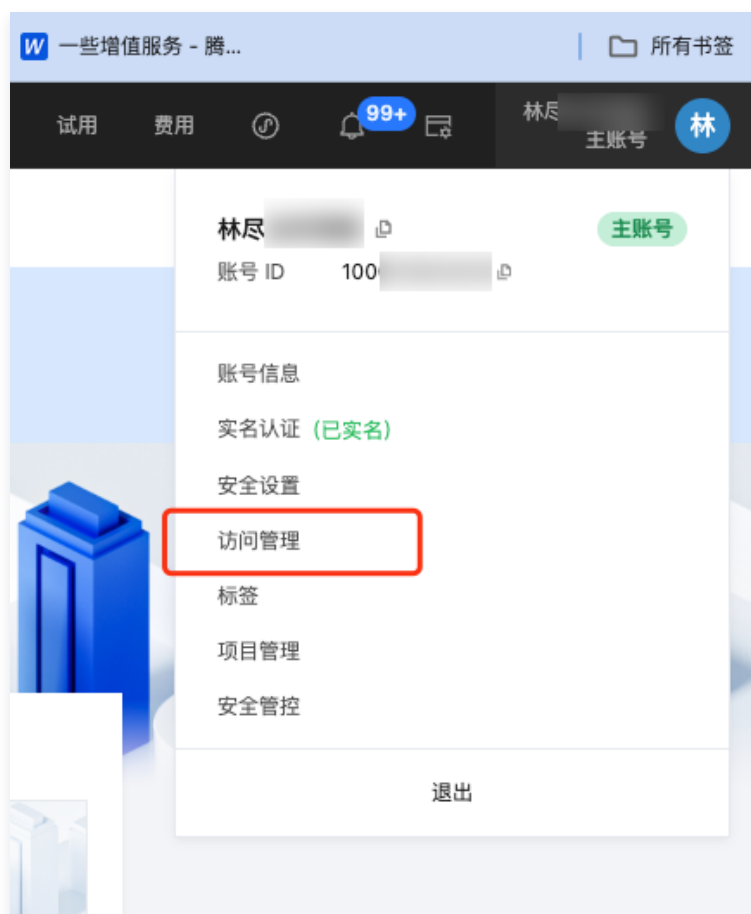 W 一些增值服务 - 腾...
所有书签
试用 费用 99+ 林尽
主账号 林
林尽 主账号
账号 ID 100
账号信息
实名认证 (已实名)
安全设置
访问管理
标签
项目管理
安全管控
退出